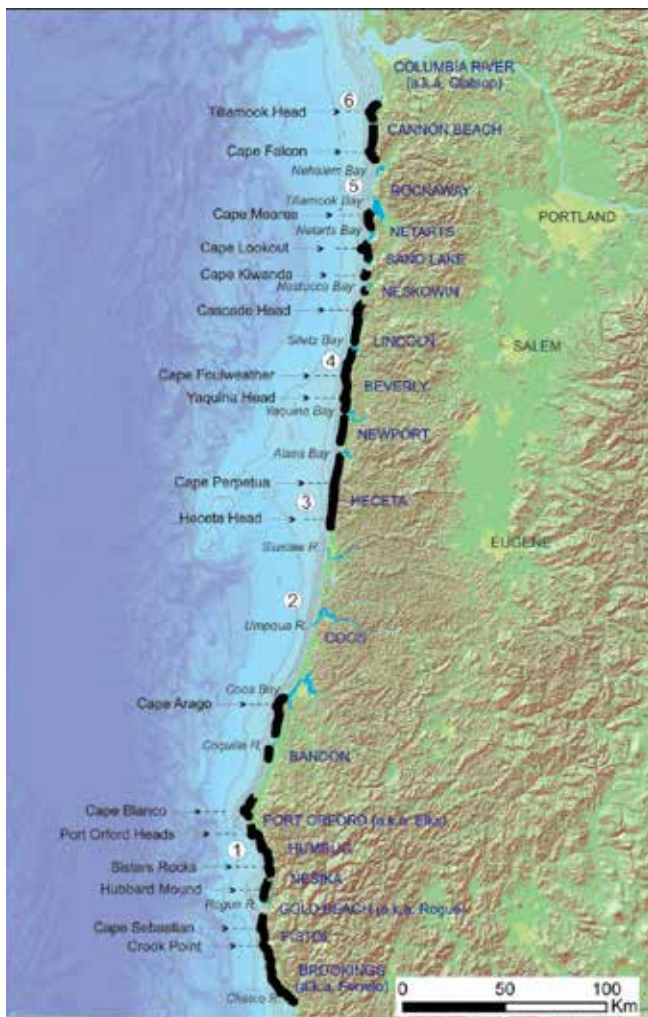 COLUMBIA RIVER
(a.k.a. Clatsop)
6
Tillamook Head
CANNON BEACH
Cape Falcon
Nehalem Bay
5
ROCKAWAY
Tillamook Bay
Cape Meares
PORTLAND
Netarts Bay
NETARTS
Cape Lookout
SAND LAKE
Cape Kiwanda
Nestucca Bay
NESKOWIN
Cascade Head
Siletz Bay
LINCOLN
SALEM
4
Cape Foulweather
BEVERLY
Yaquina Head
Yaquina Bay
NEWPORT
Alsea Bay
Cape Perpetua
3
HECETA
Heceta Head
Siuslaw R.
EUGENE
2
Umpqua R.
COOS
Coos Bay
Cape Arago
Coquille R.
BANDON
Cape Blanco
PORT ORFORD (a.k.a. Elk)
Port Orford Heads
1
HUMBUG
Sisters Rocks
NESIKA
Hubbard Mound
Rogue R.
GOLD BEACH (a.k.a. Rogue)
Cape Sebastian
PISTOL
Crook Point
BROOKINGS
(a.k.a. Ferrelo)
Chetco R.
0 50 100
Km